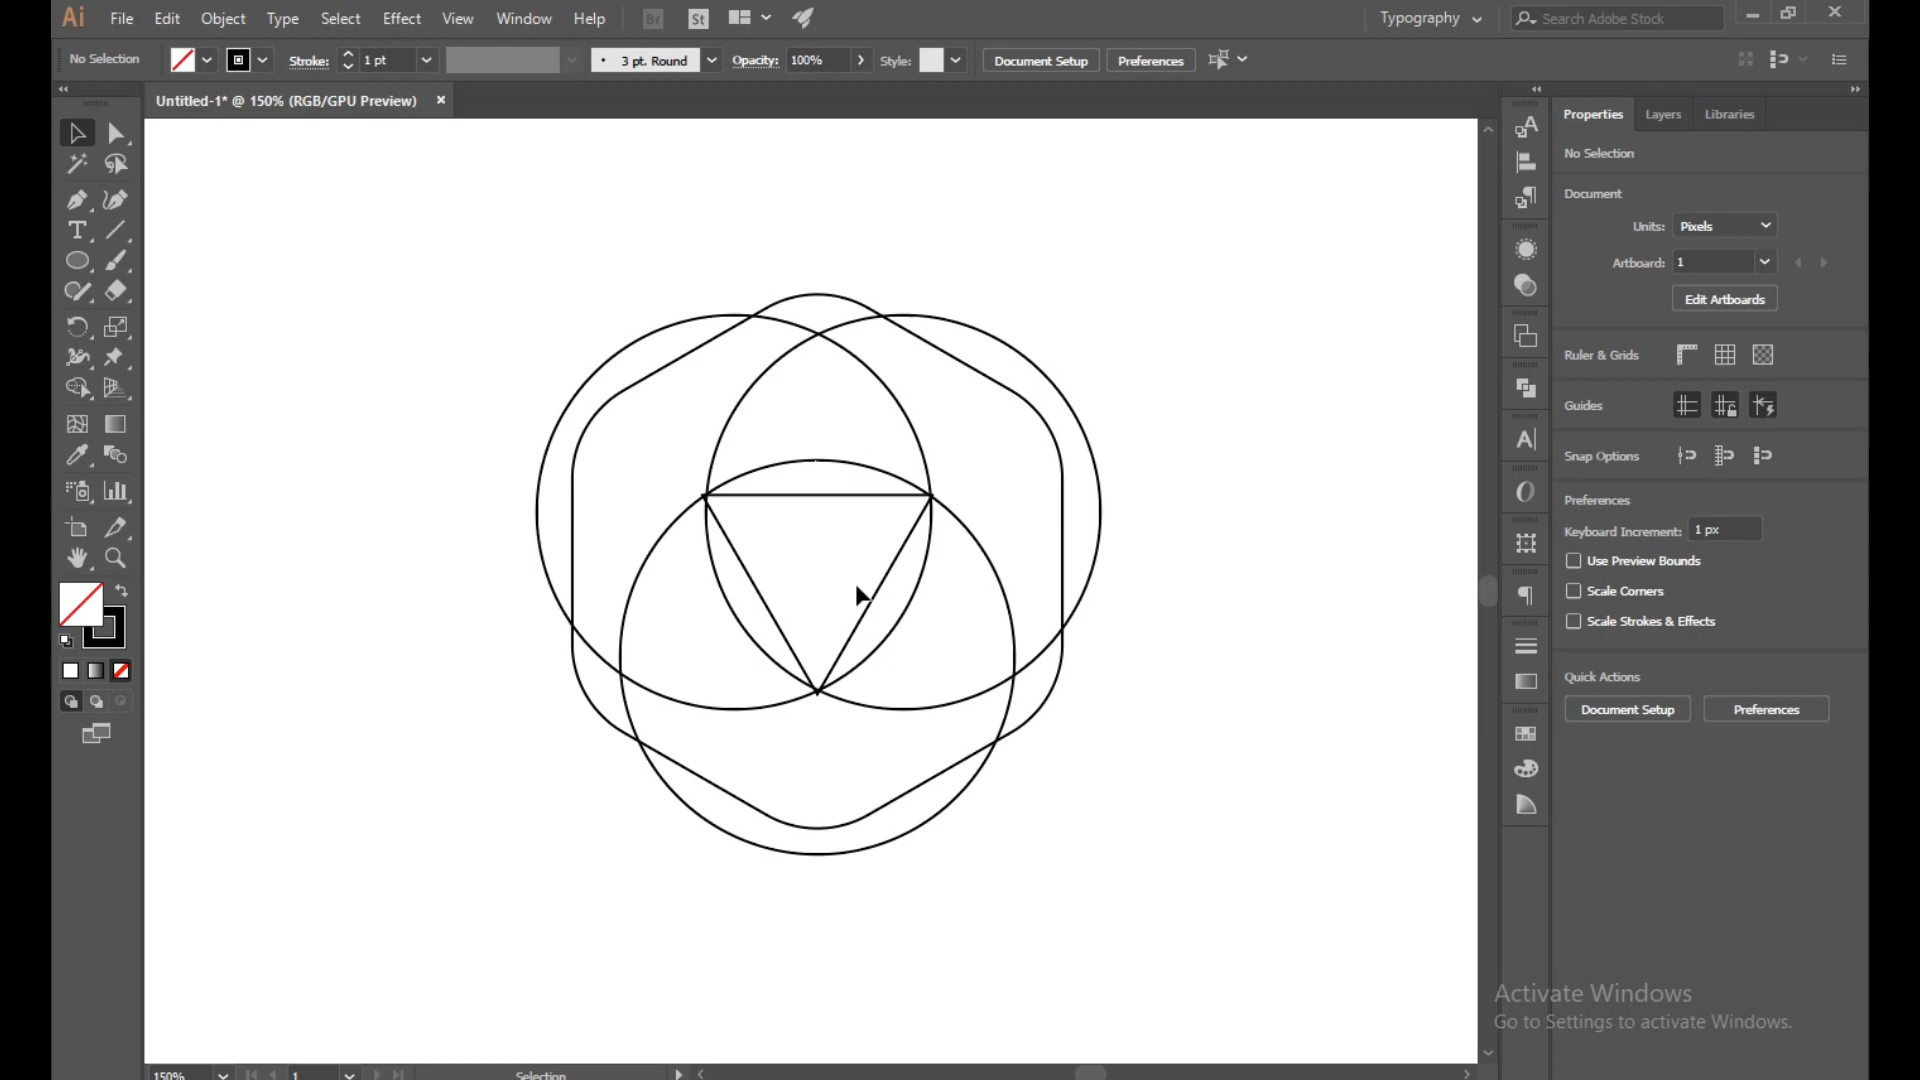 Ai File Edit Object Type Select Effect View Window Help Br St Typography Search Adobe Stock
No Selection Stroke: 1 pt 3 pt. Round Opacity: 100% Style: Document Setup Preferences
Untitled-1* @ 150% (RGB/GPU Preview)
Properties Layers Libraries
No Selection
Document
Units: Pixels
Artboard: 1
Edit Artboards
Ruler & Grids
Guides
Snap Options
Preferences
Keyboard Increment: 1 px
Use Preview Bounds
Scale Corners
Scale Strokes & Effects
Quick Actions
Document Setup Preferences
Activate Windows
Go to Settings to activate Windows.
150% 1 Selection